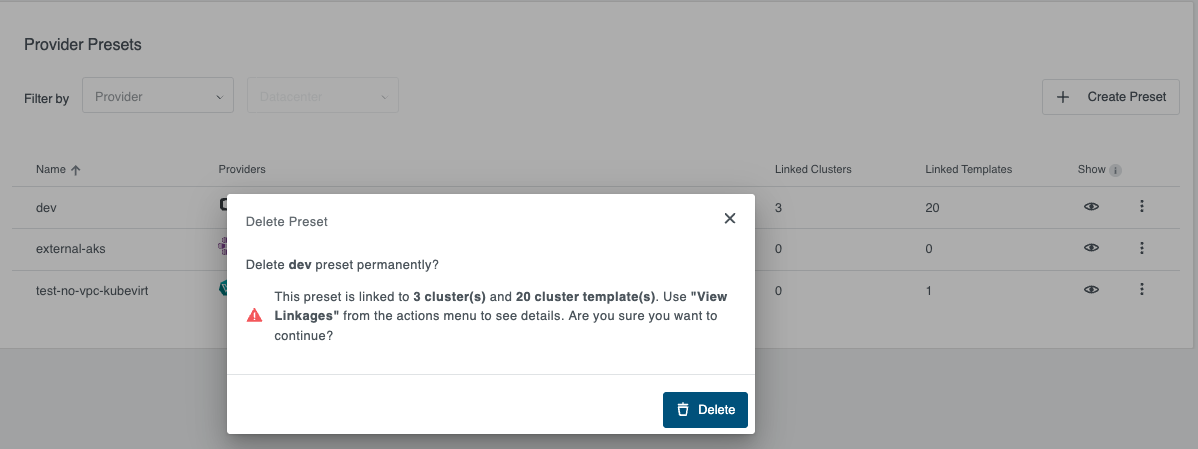 Provider Presets
Filter by
Provider
Datacenter
Create Preset
Name
Providers
Linked Clusters
Linked Templates
Show
dev
3
20
external-aks
0
0
test-no-vpc-kubevirt
0
1
Delete Preset
Delete dev preset permanently?
This preset is linked to 3 cluster(s) and 20 cluster template(s). Use "View
Linkages" from the actions menu to see details. Are you sure you want to
continue?
Delete